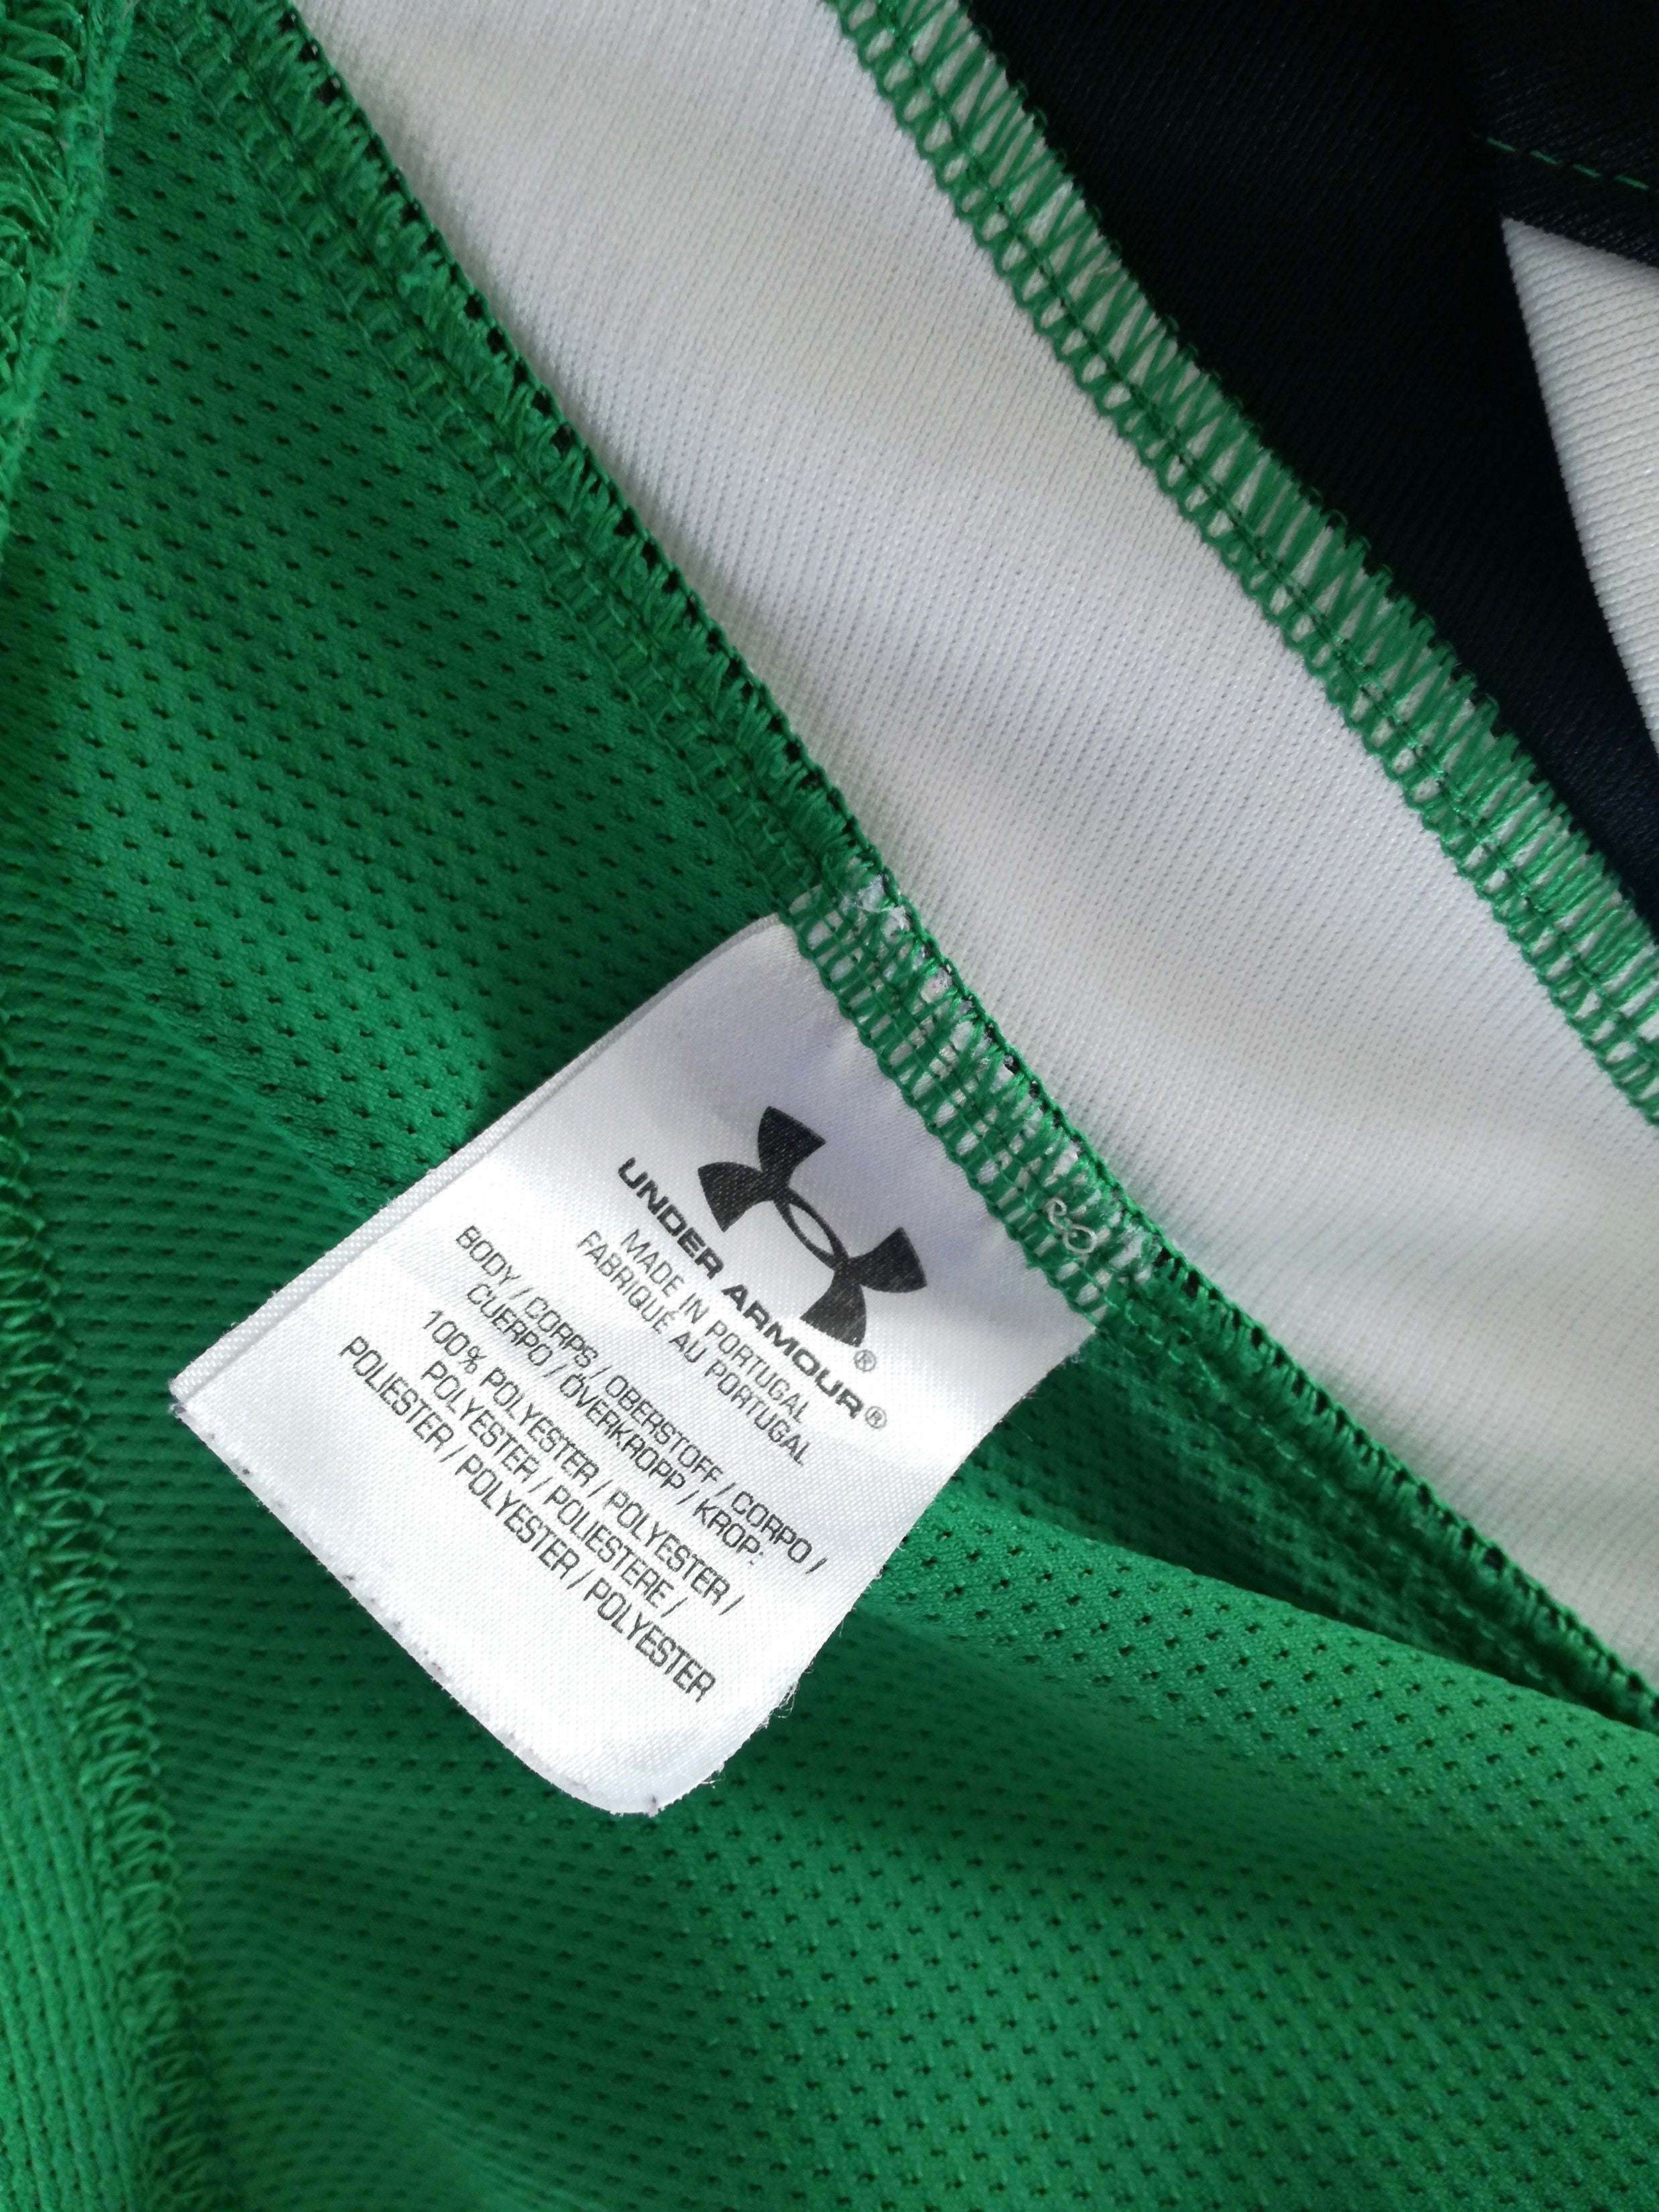 ®
UNDER ARMOUR®
MADE IN PORTUGAL
FABRIQUÉ AU PORTUGAL
BODY / CORPS / OBERSTOFF / CORPO /
CUERPO / ÖVERKROPP / KROP:
100% POLYESTER / POLYESTER /
POLYESTER / POLIESTERE /
POLIESTER / POLYESTER / POLYESTER